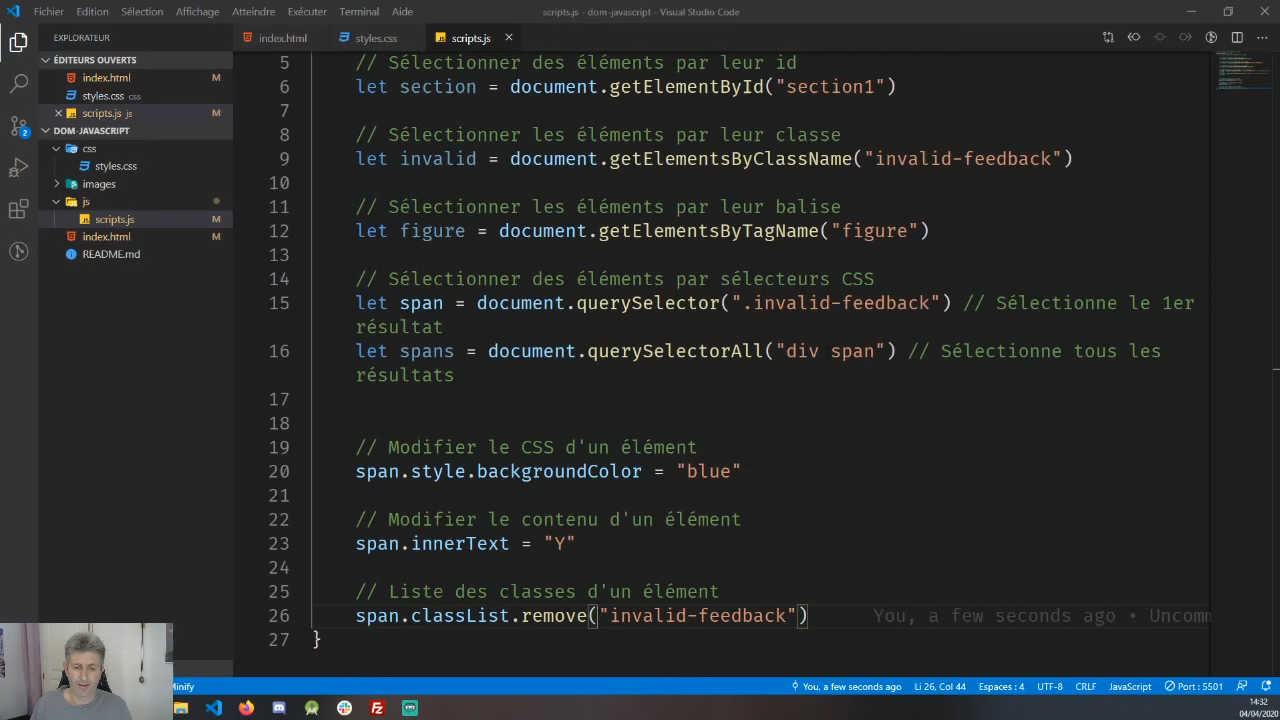 Fichier Edition Sélection Affichage Atteindre Exécuter Terminal Aide scripts.js - dom-javascript - Visual Studio Code
EXPLORATEUR
index.html
styles.css
scripts.js
ÉDITEURS OUVERTS
index.html M
styles.css css
scripts.js js M
DOM-JAVASCRIPT
css
styles.css
images
js
scripts.js M
index.html M
README.md
2
5 // Sélectionner des éléments par leur id
6 let section = document.getElementById("section1")
7
8 // Sélectionner les éléments par leur classe
9 let invalid = document.getElementsByClassName("invalid-feedback")
10
11 // Sélectionner les éléments par leur balise
12 let figure = document.getElementsByTagName("figure")
13
14 // Sélectionner des éléments par sélecteurs CSS
15 let span = document.querySelector(".invalid-feedback") // Sélectionne le 1er
résultat
16 let spans = document.querySelectorAll("div span") // Sélectionne tous les
résultats
17
18
19 // Modifier le CSS d'un élément
20 span.style.backgroundColor = "blue"
21
22 // Modifier le contenu d'un élément
23 span.innerText = "Y"
24
25 // Liste des classes d'un élément
26 span.classList.remove("invalid-feedback") You, a few seconds ago • Uncomm
27 }
Minify You, a few seconds ago Li 26, Col 44 Espaces : 4 UTF-8 CRLF JavaScript Port : 5501
14:32
04/04/2020